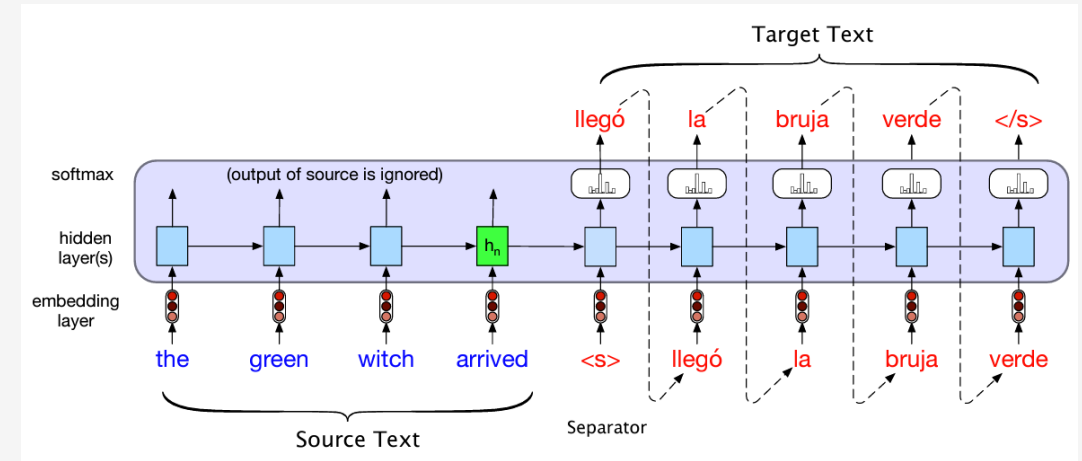 Target Text
llegó la bruja verde </s>
softmax (output of source is ignored)
hidden
layer(s)
hn
embedding
layer
the green witch arrived <s> llegó la bruja verde
Separator
Source Text